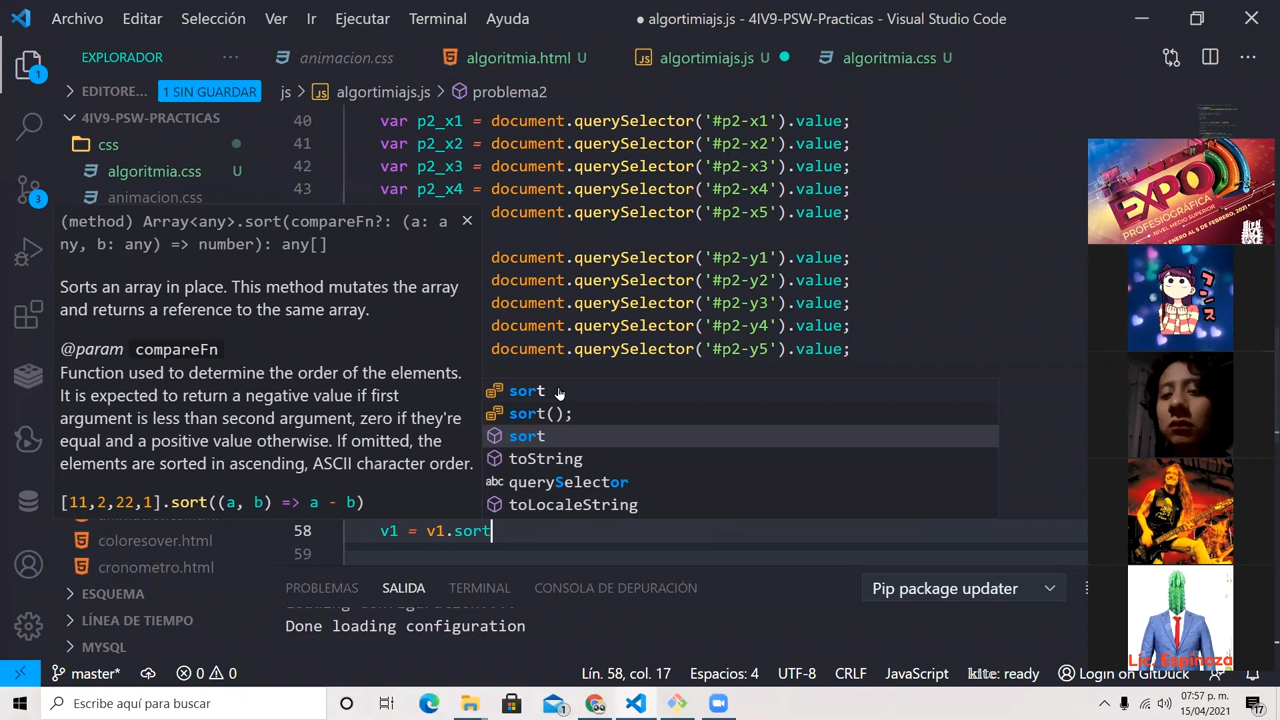 Archivo Editar Selección Ver Ir Ejecutar Terminal Ayuda
● algortimiajs.js - 4IV9-PSW-Practicas - Visual Studio Code
EXPLORADOR
animacion.css algoritmia.html U algortimiajs.js U algoritmia.css U
EDITORE... 1 SIN GUARDAR
js > algortimiajs.js > problema2
4IV9-PSW-PRACTICAS
css
algoritmia.css U
animacion.css
40 var p2_x1 = document.querySelector('#p2-x1').value;
41 var p2_x2 = document.querySelector('#p2-x2').value;
42 var p2_x3 = document.querySelector('#p2-x3').value;
43 var p2_x4 = document.querySelector('#p2-x4').value;
document.querySelector('#p2-x5').value;
document.querySelector('#p2-y1').value;
document.querySelector('#p2-y2').value;
document.querySelector('#p2-y3').value;
document.querySelector('#p2-y4').value;
document.querySelector('#p2-y5').value;
(method) Array<any>.sort(compareFn?: (a: a
ny, b: any) => number): any[]
Sorts an array in place. This method mutates the array
and returns a reference to the same array.
@param compareFn
Function used to determine the order of the elements.
It is expected to return a negative value if first
argument is less than second argument, zero if they're
equal and a positive value otherwise. If omitted, the
elements are sorted in ascending, ASCII character order.
[11,2,22,1].sort((a, b) => a - b)
sort
sort();
sort
toString
querySelector
toLocaleString
58 v1 = v1.sort
59
coloresover.html
cronometro.html
ESQUEMA
LÍNEA DE TIEMPO
MYSQL
PROBLEMAS SALIDA TERMINAL CONSOLA DE DEPURACIÓN
Pip package updater
Done loading configuration
EXPO
PROFESIOGRÁFICA
NIVEL MEDIO SUPERIOR
Lic. Espinoza
master* 0 0
Lín. 58, col. 17 Espacios: 4 UTF-8 CRLF JavaScript kite: ready Login on GitDuck
Escribe aquí para buscar
07:57 p. m.
15/04/2021